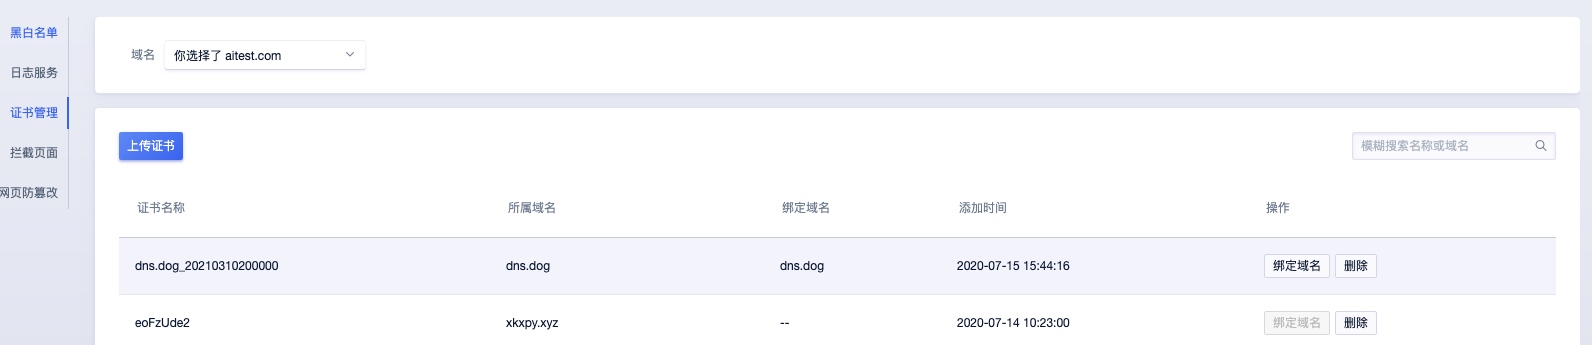 黑白名单
日志服务
证书管理
拦截页面
网页防篡改
域名 你选择了 aitest.com
上传证书 模糊搜索名称或域名
证书名称 所属域名 绑定域名 添加时间 操作
dns.dog_20210310200000 dns.dog dns.dog 2020-07-15 15:44:16 绑定域名 删除
eoFzUde2 xkxpy.xyz -- 2020-07-14 10:23:00 绑定域名 删除